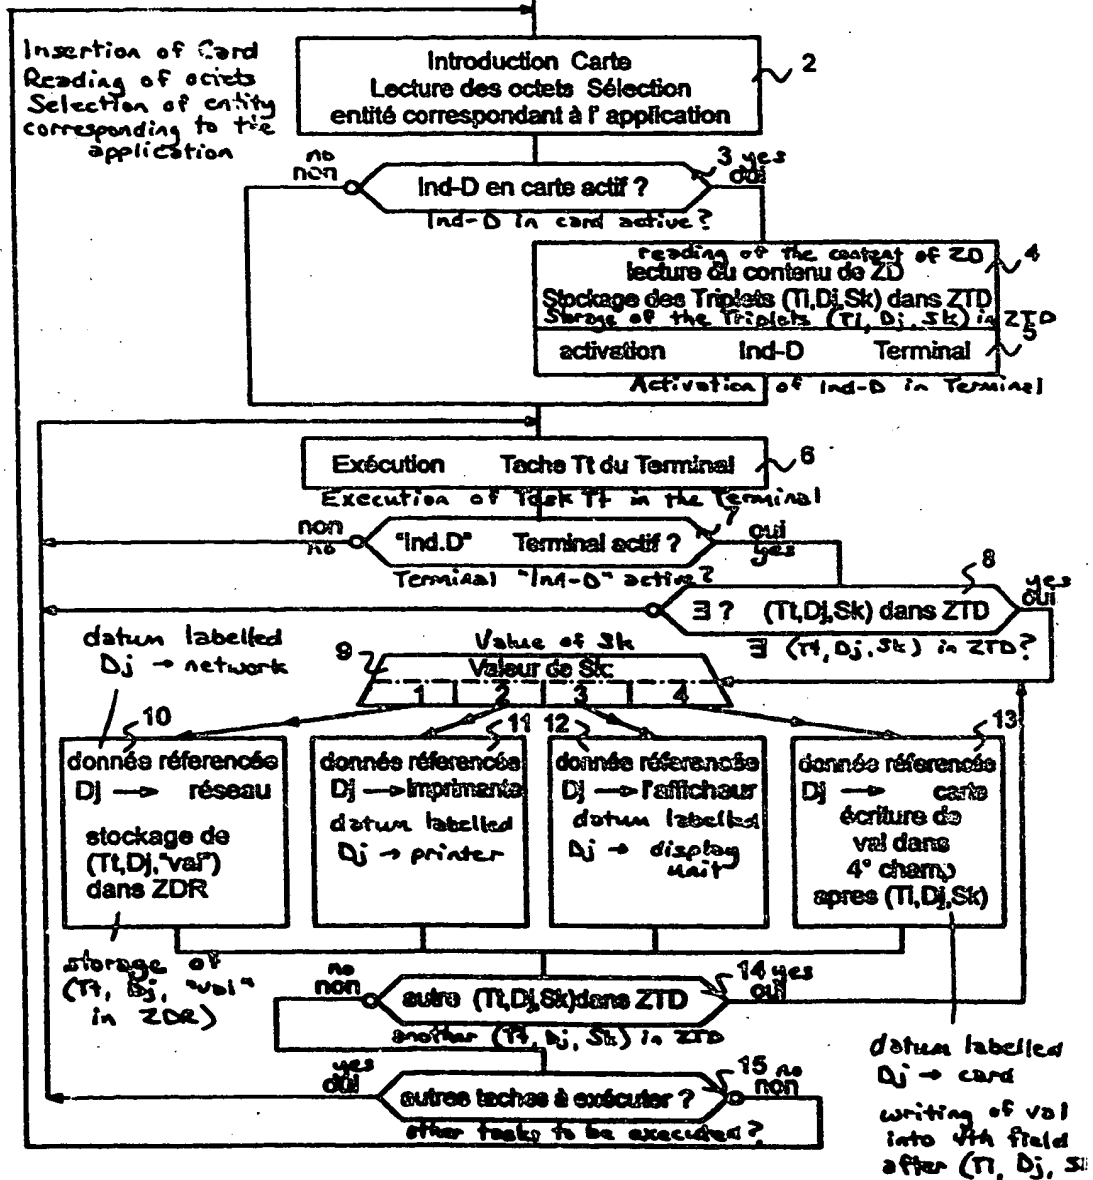 Insertion of Card
Reading of octets
Selection of entity
corresponding to the
application
Introduction Carte
Lecture des octets Sélection
entité correspondant à l' application
2
no
non
3 yes
oui
Ind-D en carte actif ?
Ind-D in card active?
reading of the content of ZD
lecture du contenu de ZD
4
Stockage des Triplets (Ti,Dj,Sk) dans ZTD
Storage of the Triplets (Ti, Dj, Sk) in ZTD
5
activation Ind-D Terminal
Activation of Ind-D in Terminal
Exécution Tache Tt du Terminal
6
Execution of Task Tt in the Terminal
non
no
"Ind.D" Terminal actif ?
7
oui
yes
Terminal "Ind-D" active?
8
yes
oui
∃ ? (Tt,Dj,Sk) dans ZTD
∃ (Tt, Dj, Sk) in ZTD?
datum labelled
Dj → network
Value of Sk
9
Valeur de Sk
1 2 3 4
10
donnée réferencée
Dj → réseau
stockage de
(Tt,Dj,"val")
dans ZDR
11
donnée réferencée
Dj → Imprimante
datum labelled
Dj → printer
12
donnée réferencée
Dj → l'afficheur
datum labelled
Dj → display
unit
13
donnée réferencée
Dj → carte
écriture de
val dans
4° champ
apres (Ti,Dj,Sk)
storage of
(Tt, Dj, "val"
in ZDR)
no
non
autre (Tt,Dj,Sk)dans ZTD
14 yes
oui
another (Tt, Dj, Sk) in ZTD
yes
oui
autres taches à exécuter ?
15 no
non
other tasks to be executed?
datum labelled
Dj → card
writing of val
into 4th field
after (Ti, Dj, S